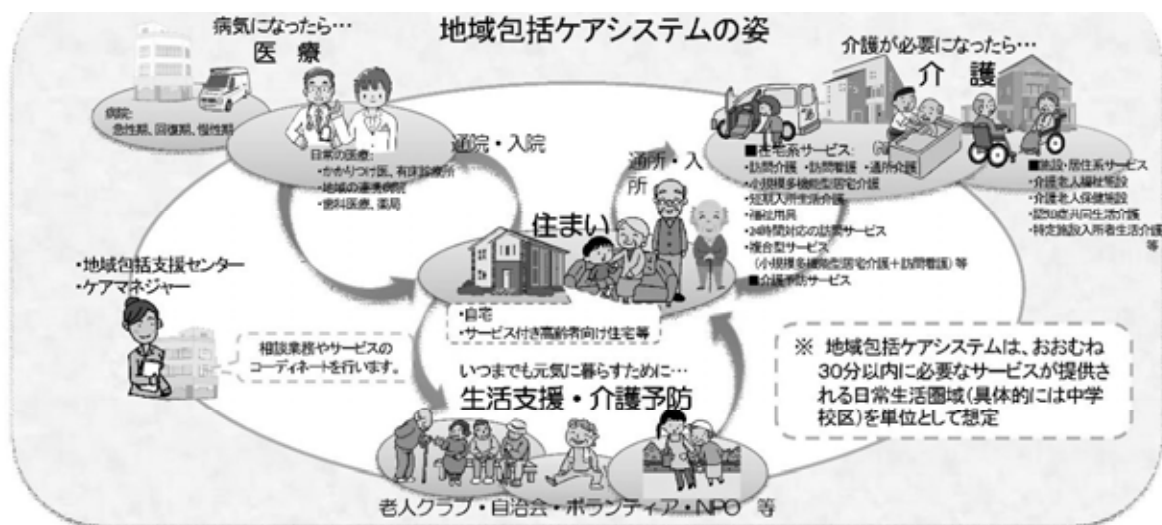 地域包括ケアシステムの姿
病気になったら…
医 療
病院:
急性期、回復期、慢性期
日常の医療:
・かかりつけ医、有床診療所
・地域の連携病院
・歯科医療、薬局
通院・入院
通所・入
所
介護が必要になったら…
介 護
■在宅系サービス:
・訪問介護 ・訪問看護 ・通所介護
・小規模多機能型居宅介護
・短期入所生活介護
・福祉用具
・24時間対応の訪問サービス
・複合型サービス
(小規模多機能型居宅介護+訪問看護)等
■介護予防サービス
■施設・居住系サービス
・介護老人福祉施設
・介護老人保健施設
・認知症共同生活介護
・特定施設入所者生活介護
等
住まい
・自宅
・サービス付き高齢者向け住宅等
・地域包括支援センター
・ケアマネジャー
相談業務やサービスの
コーディネートを行います。
いつまでも元気に暮らすために…
生活支援・介護予防
老人クラブ・自治会・ボランティア・NPO 等
※ 地域包括ケアシステムは、おおむね
30分以内に必要なサービスが提供さ
れる日常生活圏域(具体的には中学
校区)を単位として想定